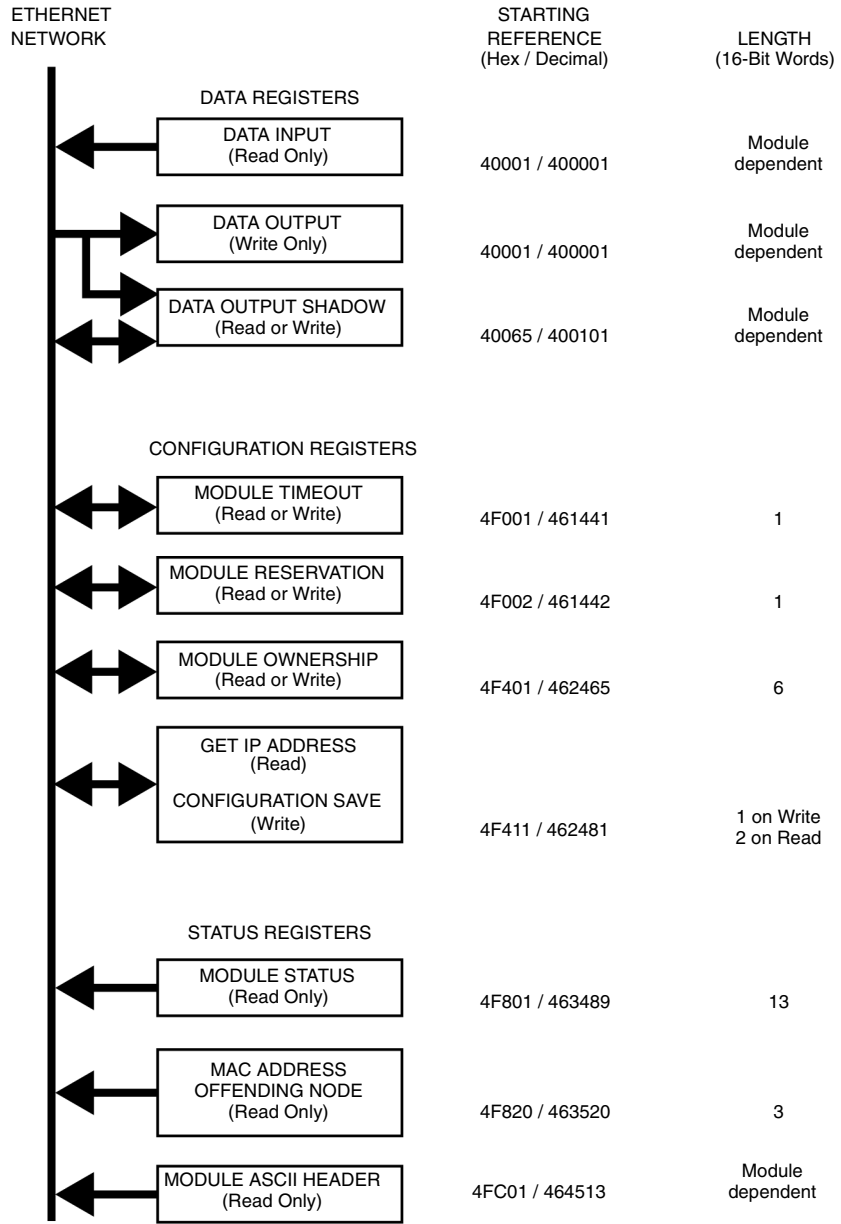 ETHERNET
NETWORK
STARTING
REFERENCE
(Hex / Decimal)
LENGTH
(16-Bit Words)
DATA REGISTERS
DATA INPUT
(Read Only)
40001 / 400001
Module
dependent
DATA OUTPUT
(Write Only)
40001 / 400001
Module
dependent
DATA OUTPUT SHADOW
(Read or Write)
40065 / 400101
Module
dependent
CONFIGURATION REGISTERS
MODULE TIMEOUT
(Read or Write)
4F001 / 461441
1
MODULE RESERVATION
(Read or Write)
4F002 / 461442
1
MODULE OWNERSHIP
(Read or Write)
4F401 / 462465
6
GET IP ADDRESS
(Read)
CONFIGURATION SAVE
(Write)
4F411 / 462481
1 on Write
2 on Read
STATUS REGISTERS
MODULE STATUS
(Read Only)
4F801 / 463489
13
MAC ADDRESS
OFFENDING NODE
(Read Only)
4F820 / 463520
3
MODULE ASCII HEADER
(Read Only)
4FC01 / 464513
Module
dependent